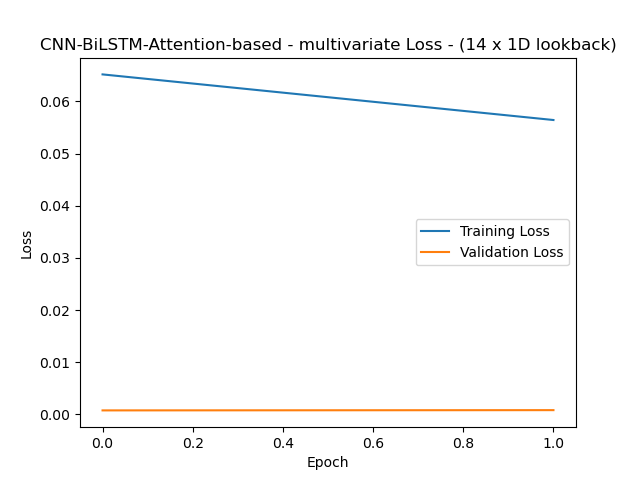 CNN-BiLSTM-Attention-based - multivariate Loss - (14 x 1D lookback)
0.06
0.05
0.04
0.03
0.02
0.01
0.00
Loss
Training Loss
Validation Loss
0.0 0.2 0.4 0.6 0.8 1.0
Epoch